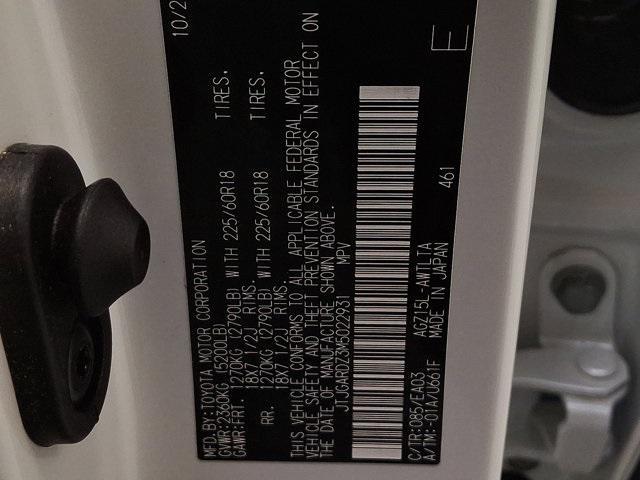 10/2
MFD.BY:TOYOTA MOTOR CORPORATION
GVWR:2360KG (5200LB)
GAWR:FRT. 1270KG (2790LB) WITH 225/60R18 TIRES.
18X7 1/2J RIMS.
RR. 1270KG (2790LB) WITH 225/60R18 TIRES.
18X7 1/2J RIMS.
THIS VEHICLE CONFORMS TO ALL APPLICABLE FEDERAL MOTOR
VEHICLE SAFETY AND THEFT PREVENTION STANDARDS IN EFFECT ON
THE DATE OF MANUFACTURE SHOWN ABOVE.
JTJGARDZ3M5022931 MPV
C/TR:085/EA03 AGZ15L-AWTLTA
A/TM:-01A/U661F MADE IN JAPAN
461
E